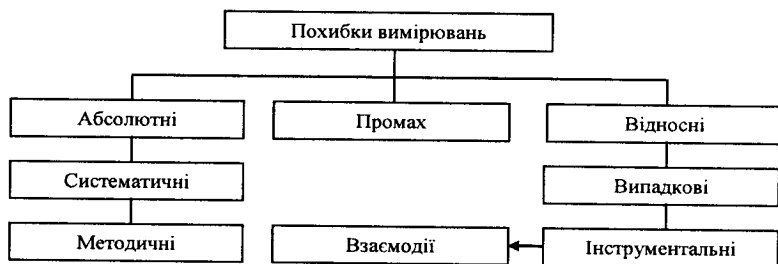 Похибки вимірювань
Абсолютні
Промах
Відносні
Систематичні
Випадкові
Методичні
Взаємодії
Інструментальні